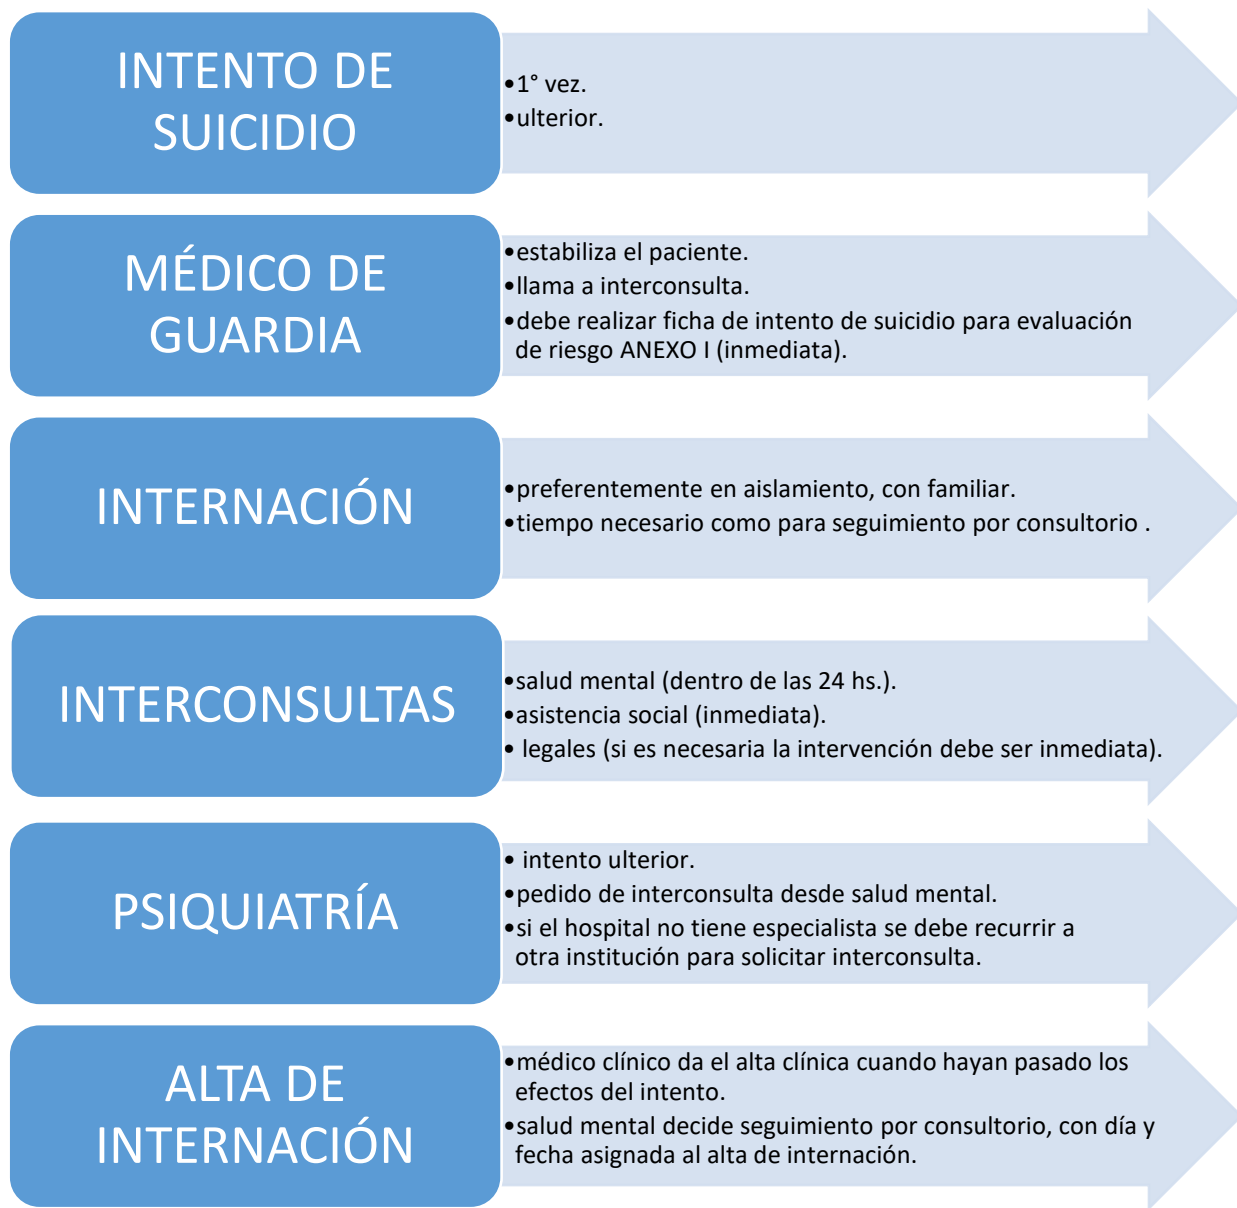 INTENTO DE
SUICIDIO
•1° vez.
•ulterior.
MÉDICO DE
GUARDIA
•estabiliza el paciente.
•llama a interconsulta.
•debe realizar ficha de intento de suicidio para evaluación
de riesgo ANEXO I (inmediata).
INTERNACIÓN
•preferentemente en aislamiento, con familiar.
•tiempo necesario como para seguimiento por consultorio .
INTERCONSULTAS
•salud mental (dentro de las 24 hs.).
•asistencia social (inmediata).
• legales (si es necesaria la intervención debe ser inmediata).
PSIQUIATRÍA
• intento ulterior.
•pedido de interconsulta desde salud mental.
•si el hospital no tiene especialista se debe recurrir a
otra institución para solicitar interconsulta.
ALTA DE
INTERNACIÓN
•médico clínico da el alta clínica cuando hayan pasado los
efectos del intento.
•salud mental decide seguimiento por consultorio, con día y
fecha asignada al alta de internación.